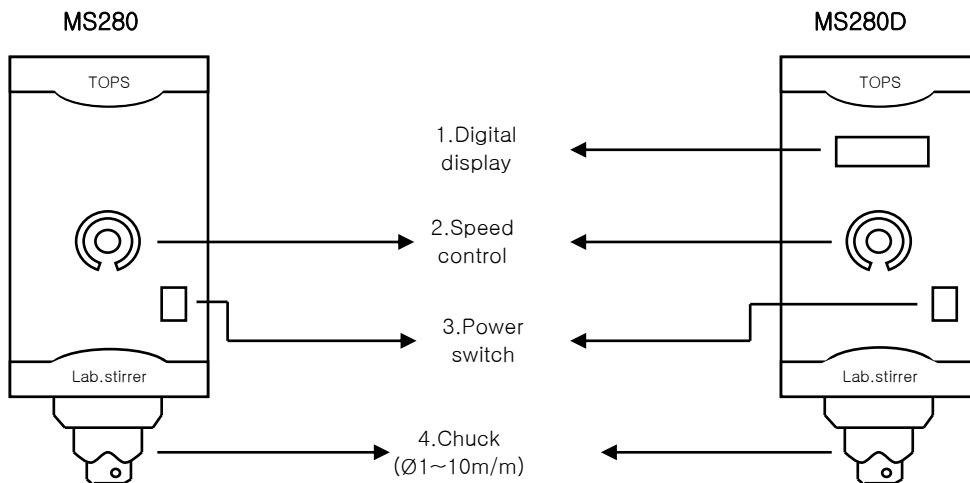 MS280
MS280D
TOPS
TOPS
1.Digital
display
2.Speed
control
3.Power
switch
Lab.stirrer
Lab.stirrer
4.Chuck
(Ø1~10m/m)